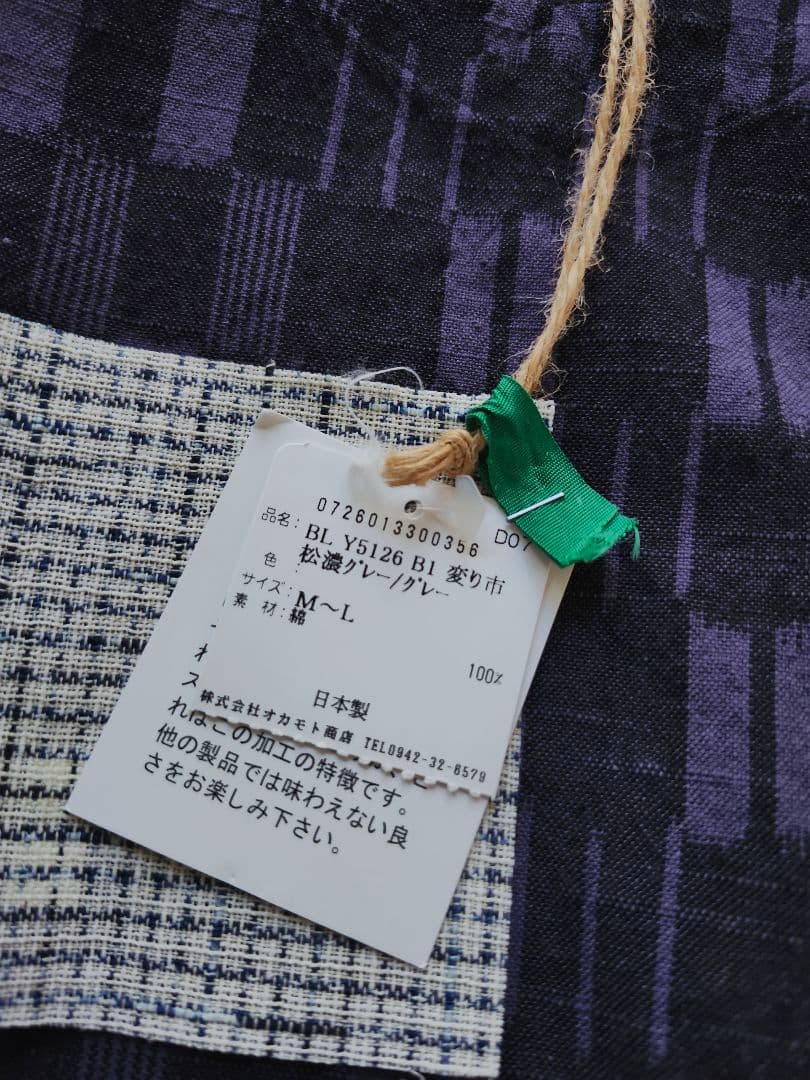 0726013300356 D07
品名: BL Y5126 B1 変り市
松濃グレー/グレー
色:
サイズ: M〜L
素 材: 綿
100%
日本製
株式会社オカモト商店 TEL0942-32-6579
ればこの加工の特徴です。
他の製品では味わえない良
さをお楽しみ下さい。